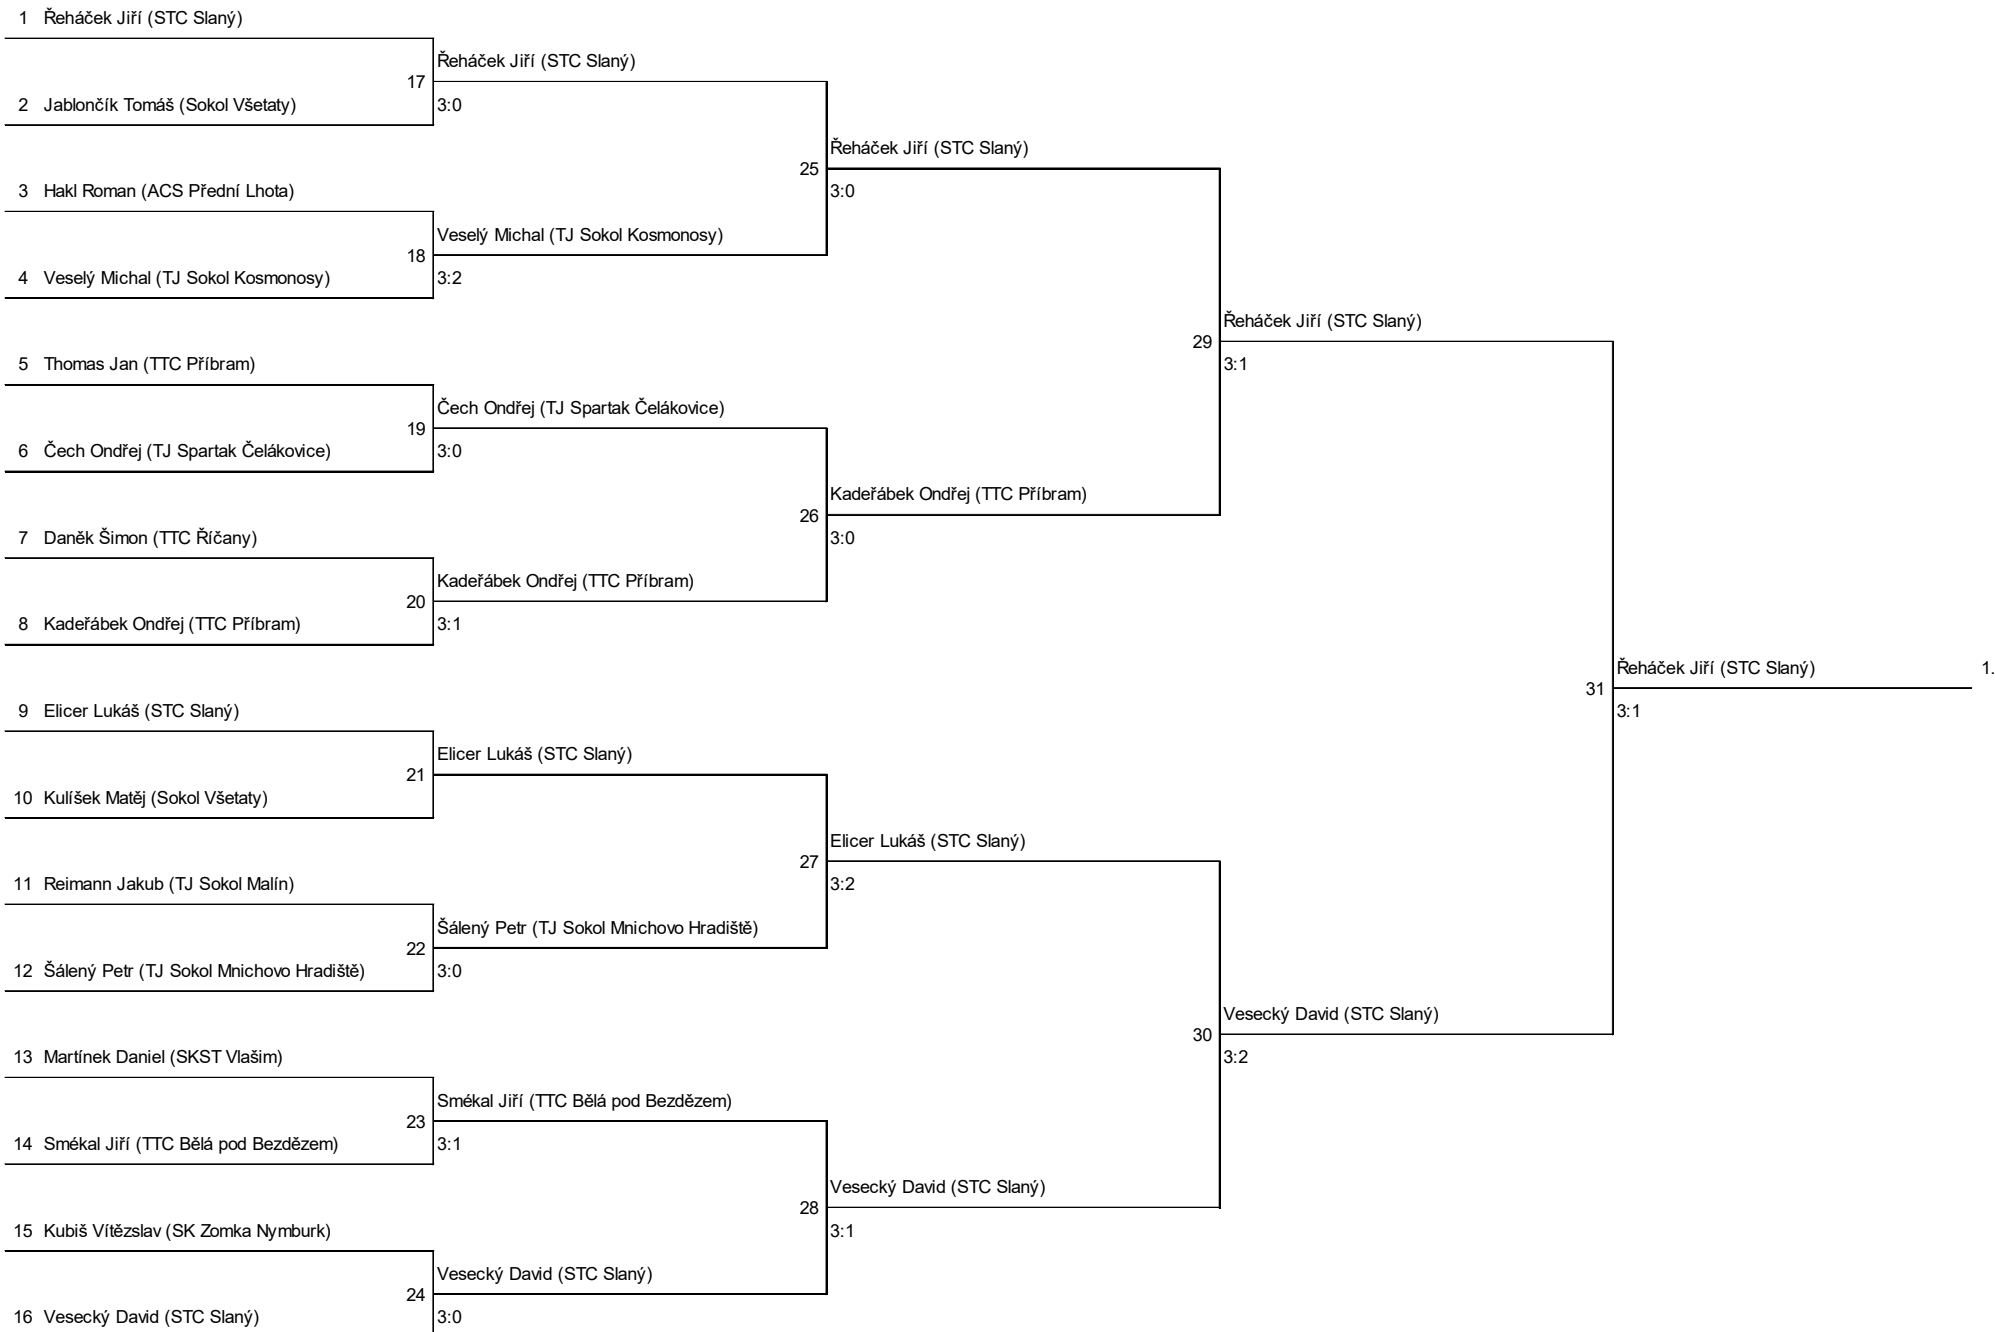 1 Řeháček Jiří (STC Slaný)
Řeháček Jiří (STC Slaný)
17
2 Jablončík Tomáš (Sokol Všetaty)
3:0
Řeháček Jiří (STC Slaný)
25
3 Hakl Roman (ACS Přední Lhota)
3:0
Veselý Michal (TJ Sokol Kosmonosy)
18
4 Veselý Michal (TJ Sokol Kosmonosy)
3:2
Řeháček Jiří (STC Slaný)
29
5 Thomas Jan (TTC Příbram)
3:1
Čech Ondřej (TJ Spartak Čelákovice)
19
6 Čech Ondřej (TJ Spartak Čelákovice)
3:0
Kadeřábek Ondřej (TTC Příbram)
26
7 Daněk Šimon (TTC Říčany)
3:0
Kadeřábek Ondřej (TTC Příbram)
20
8 Kadeřábek Ondřej (TTC Příbram)
3:1
Řeháček Jiří (STC Slaný) 1.
31
9 Elicer Lukáš (STC Slaný)
3:1
Elicer Lukáš (STC Slaný)
21
10 Kulíšek Matěj (Sokol Všetaty)
Elicer Lukáš (STC Slaný)
27
11 Reimann Jakub (TJ Sokol Malín)
3:2
Šálený Petr (TJ Sokol Mnichovo Hradiště)
22
12 Šálený Petr (TJ Sokol Mnichovo Hradiště)
3:0
Vesecký David (STC Slaný)
30
13 Martínek Daniel (SKST Vlašim)
3:2
Smékal Jiří (TTC Bělá pod Bezdězem)
23
14 Smékal Jiří (TTC Bělá pod Bezdězem)
3:1
Vesecký David (STC Slaný)
28
15 Kubiš Vítězslav (SK Zomka Nymburk)
3:1
Vesecký David (STC Slaný)
24
16 Vesecký David (STC Slaný)
3:0